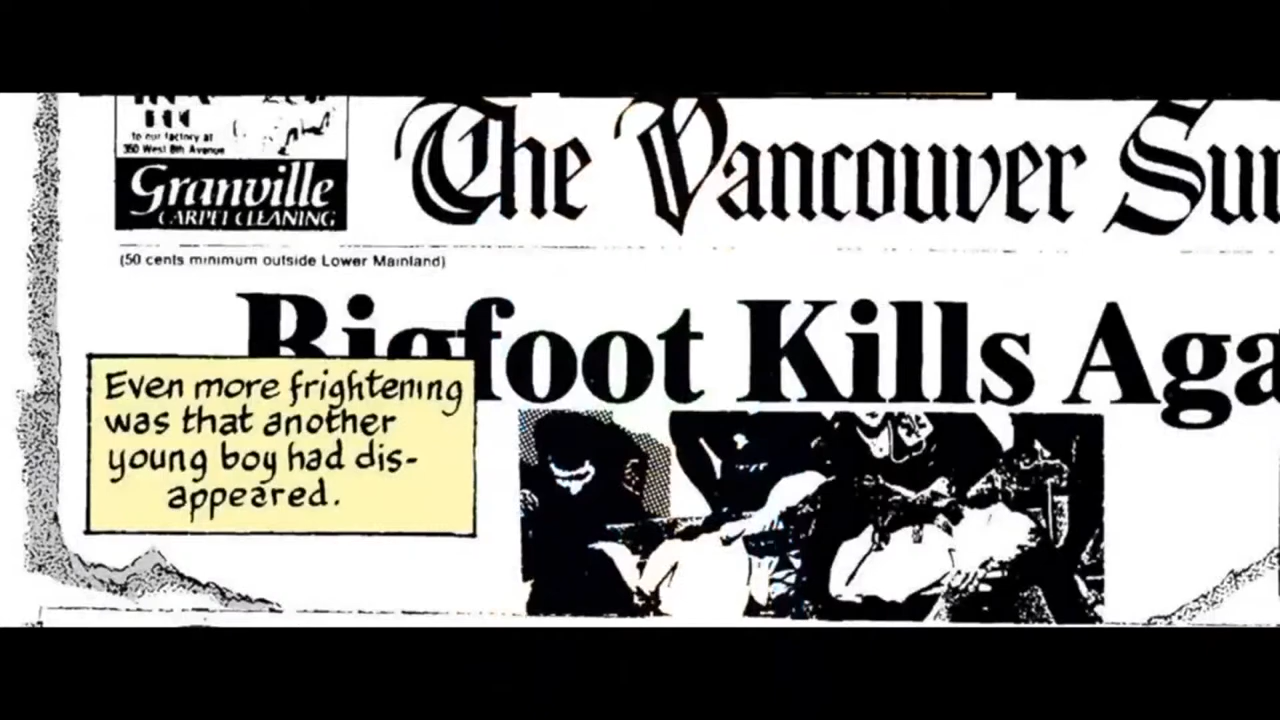 to our factory at
350 West 8th Avenue
Granville
CARPET CLEANING
The Vancouver Sun
(50 cents minimum outside Lower Mainland)
Bigfoot Kills Aga
Even more frightening
was that another
young boy had dis-
appeared.